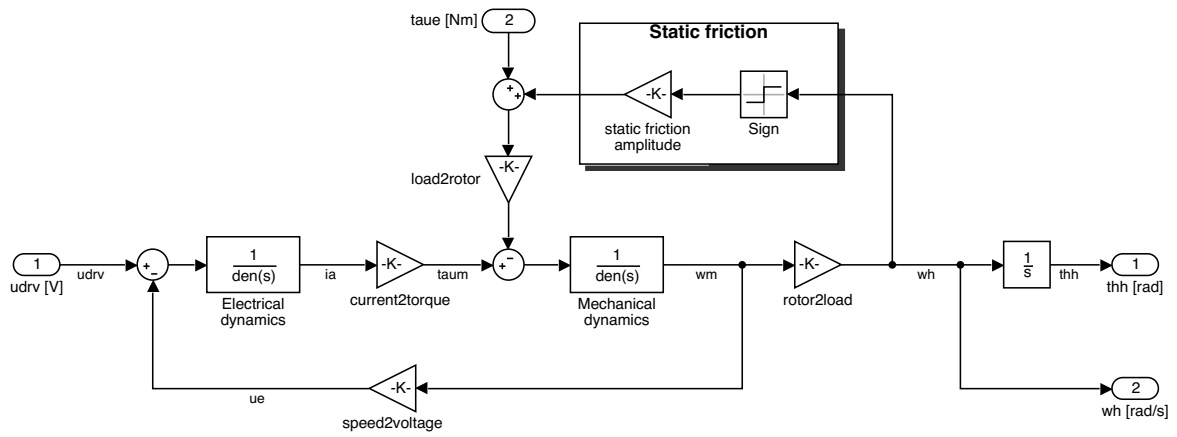 taue [Nm]
2
Static friction
-K-
static friction
amplitude
Sign
+
+
-K-
load2rotor
1
udrv [V]
udrv
+
−
1
den(s)
Electrical
dynamics
ia
-K-
current2torque
taum
+
−
1
den(s)
Mechanical
dynamics
wm
-K-
rotor2load
wh
1
s
thh
1
thh [rad]
ue
-K-
speed2voltage
2
wh [rad/s]